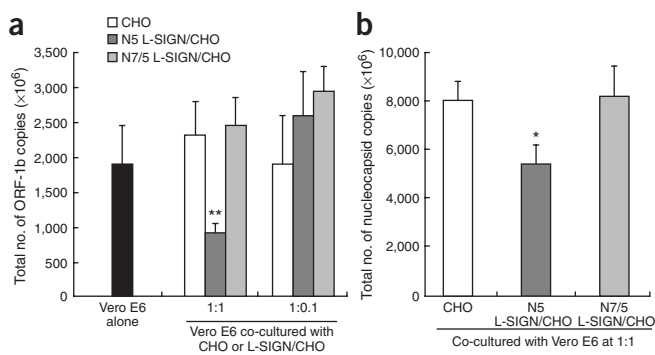 a
CHO
N5 L-SIGN/CHO
N7/5 L-SIGN/CHO
Total no. of ORF-1b copies (×10⁶)
3,500
3,000
2,500
2,000
1,500
1,000
500
0
**
Vero E6
alone
1:1
1:0.1
Vero E6 co-cultured with
CHO or L-SIGN/CHO
b
Total no. of nucleocapsid copies (×10⁶)
10,000
8,000
6,000
4,000
2,000
0
*
CHO
N5
L-SIGN/CHO
N7/5
L-SIGN/CHO
Co-cultured with Vero E6 at 1:1